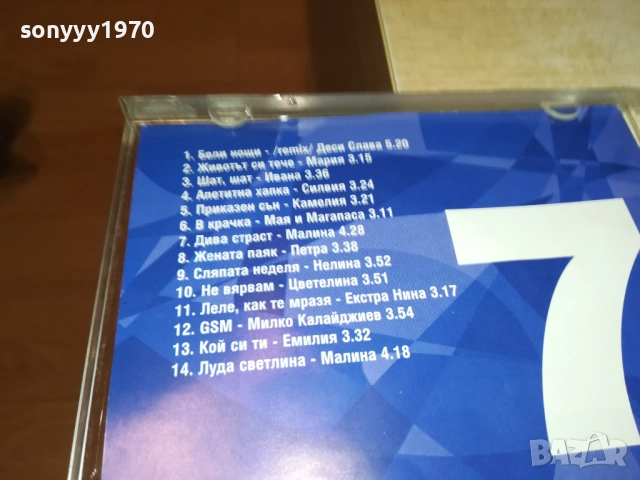 sonyyy1970
1. Бели нощи - /remix/ Деси Слава 5.20
2. Животът си тече - Мария 3.15
3. Шат, шат - Ивана 3.36
4. Апетитна хапка - Силвия 3.24
5. Приказен сън - Камелия 3.21
6. В крачка - Мая и Магапаса 3.11
7. Дива страст - Малина 4.28
8. Жената паяк - Петра 3.38
9. Сляпата неделя - Нелина 3.52
10. Не вярвам - Цветелина 3.51
11. Леле, как те мразя - Екстра Нина 3.17
12. GSM - Милко Калайджиев 3.54
13. Кой си ти - Емилия 3.32
14. Луда светлина - Малина 4.18
7
BAZAR